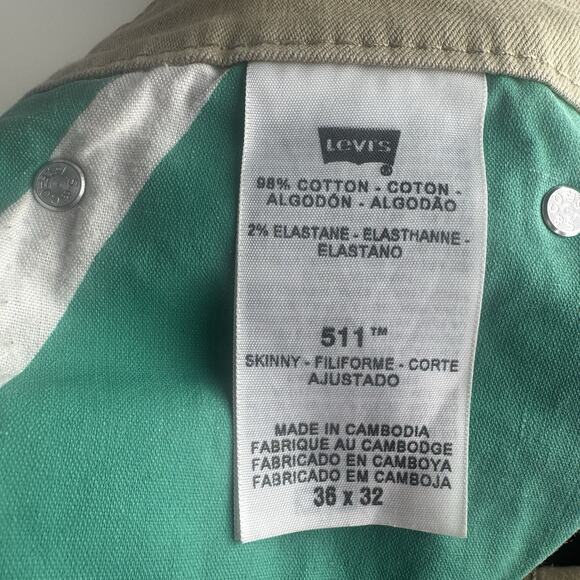 Levi's
®
98% COTTON - COTON -
ALGODÓN - ALGODÃO
2% ELASTANE - ELASTHANNE -
ELASTANO
511™
SKINNY - FILIFORME - CORTE
AJUSTADO
MADE IN CAMBODIA
FABRIQUE AU CAMBODGE
FABRICADO EN CAMBOYA
FABRICADO EM CAMBOJA
36 x 32